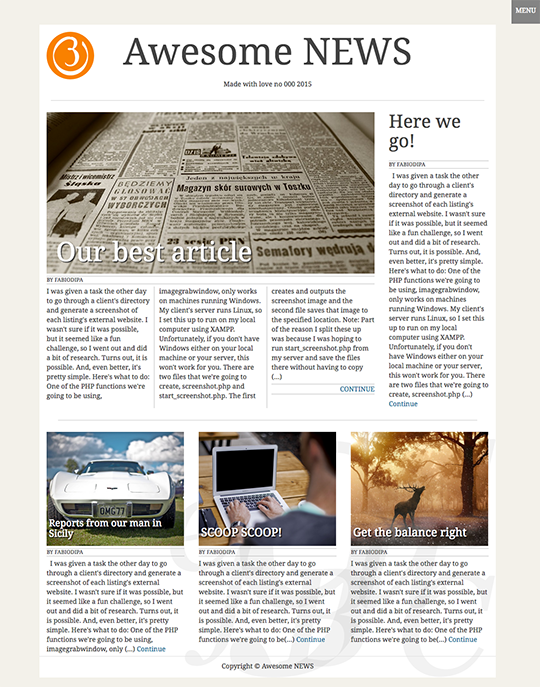 MENU
3
Awesome NEWS
Made with love no 000 2015
Mistrz i wicemistrz
Śląska
BĘDZIEMY
GŁOSOWAĆ
W
WYBORCZYCH
Jeden z największych w kraju
Magazyn skór surowych w Toszku
Semafory wędrują d
Our best article
BY FABIODIPA
I was given a task the other day
to go through a client's directory
and generate a screenshot
of each listing's external website. I
wasn't sure if it was possible,
but it seemed like a fun
challenge, so I went out and did
a bit of research. Turns out, it is
possible. And, even better, it's
pretty simple. Here's what to do:
One of the PHP functions we're
going to be using,
imagegrabwindow, only works
on machines running Windows.
My client's server runs Linux, so
I set this up to run on my local
computer using XAMPP.
Unfortunately, if you don't have
Windows either on your local
machine or your server, this
won't work for you. There are
two files that we're going to
create, screenshot.php and
start_screenshot.php. The first
creates and outputs the
screenshot image and the
second file saves that image to
the specified location. Note: Part
of the reason I split these up
was because I was hoping to
run start_screenshot.php from
my server and save the files
there without having to copy
(...)
CONTINUE
Here we
go!
BY FABIODIPA
I was given a task the other
day to go through a client's
directory and generate a
screenshot of each listing's
external website. I wasn't sure
if it was possible, but it seemed
like a fun challenge, so I went
out and did a bit of research.
Turns out, it is possible. And,
even better, it's pretty simple.
Here's what to do: One of the
PHP functions we're going to
be using, imagegrabwindow,
only works on machines
running Windows. My client's
server runs Linux, so I set this
up to run on my local
computer using XAMPP.
Unfortunately, if you don't
have Windows either on your
local machine or your server,
this won't work for you. There
are two files that we're going to
create, screenshot.php (...)
Continue
OMG77
Reports from our man in
Sicily
BY FABIODIPA
I was given a task the other day to go
through a client's directory and generate a
screenshot of each listing's external
website. I wasn't sure if it was possible, but
it seemed like a fun challenge, so I went
out and did a bit of research. Turns out, it
is possible. And, even better, it's pretty
simple. Here's what to do: One of the PHP
functions we're going to be using,
imagegrabwindow, only (...) Continue
SCOOP SCOOP!
BY FABIODIPA
I was given a task the other day to go
through a client's directory and generate a
screenshot of each listing's external
website. I wasn't sure if it was possible, but
it seemed like a fun challenge, so I went
out and did a bit of research. Turns out, it
is possible. And, even better, it's pretty
simple. Here's what to do: One of the PHP
functions we're going to be(...) Continue
Get the balance right
BY FABIODIPA
I was given a task the other day to go
through a client's directory and generate a
screenshot of each listing's external
website. I wasn't sure if it was possible, but
it seemed like a fun challenge, so I went
out and did a bit of research. Turns out, it
is possible. And, even better, it's pretty
simple. Here's what to do: One of the PHP
functions we're going to be (...) Continue
Copyright © Awesome NEWS